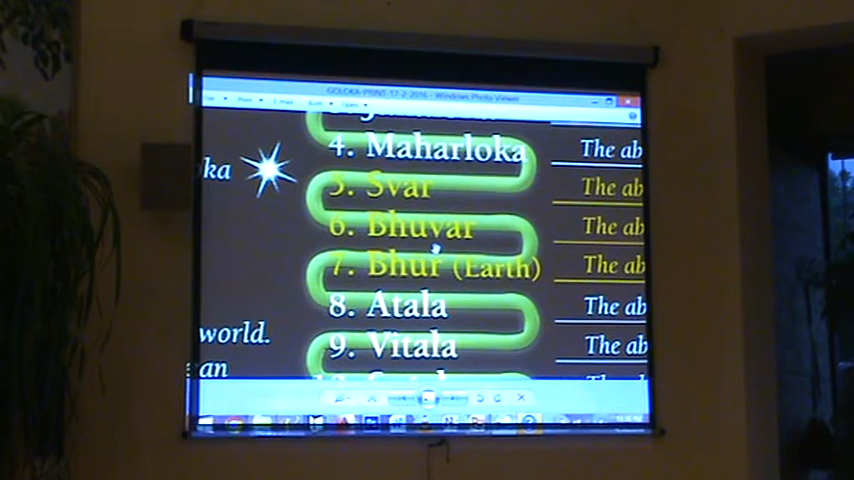 GOLOKA-PRINT-17-2-2016 - Windows Photo Viewer
4. Maharloka
The ab
ka
5. Svar
The ab
6. Bhuvar
The ab
7. Bhur (Earth)
The ab
8. Atala
The ab
world.
9. Vitala
The ab
an